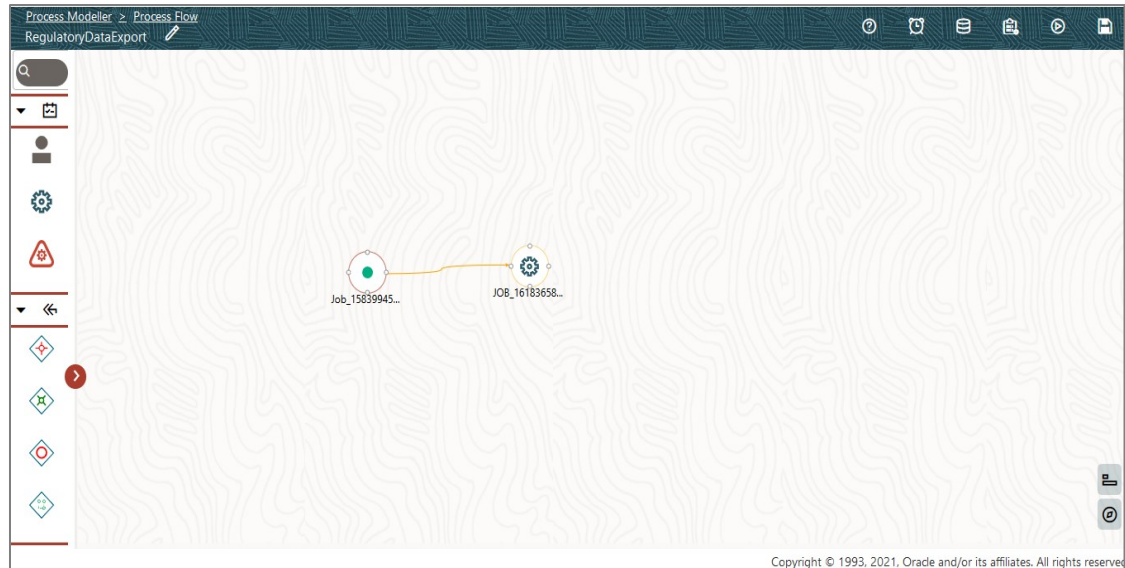 Process Modeller > Process Flow
RegulatoryDataExport
Job_15839945...
JOB_16183658...
Copyright © 1993, 2021, Oracle and/or its affiliates. All rights reserved